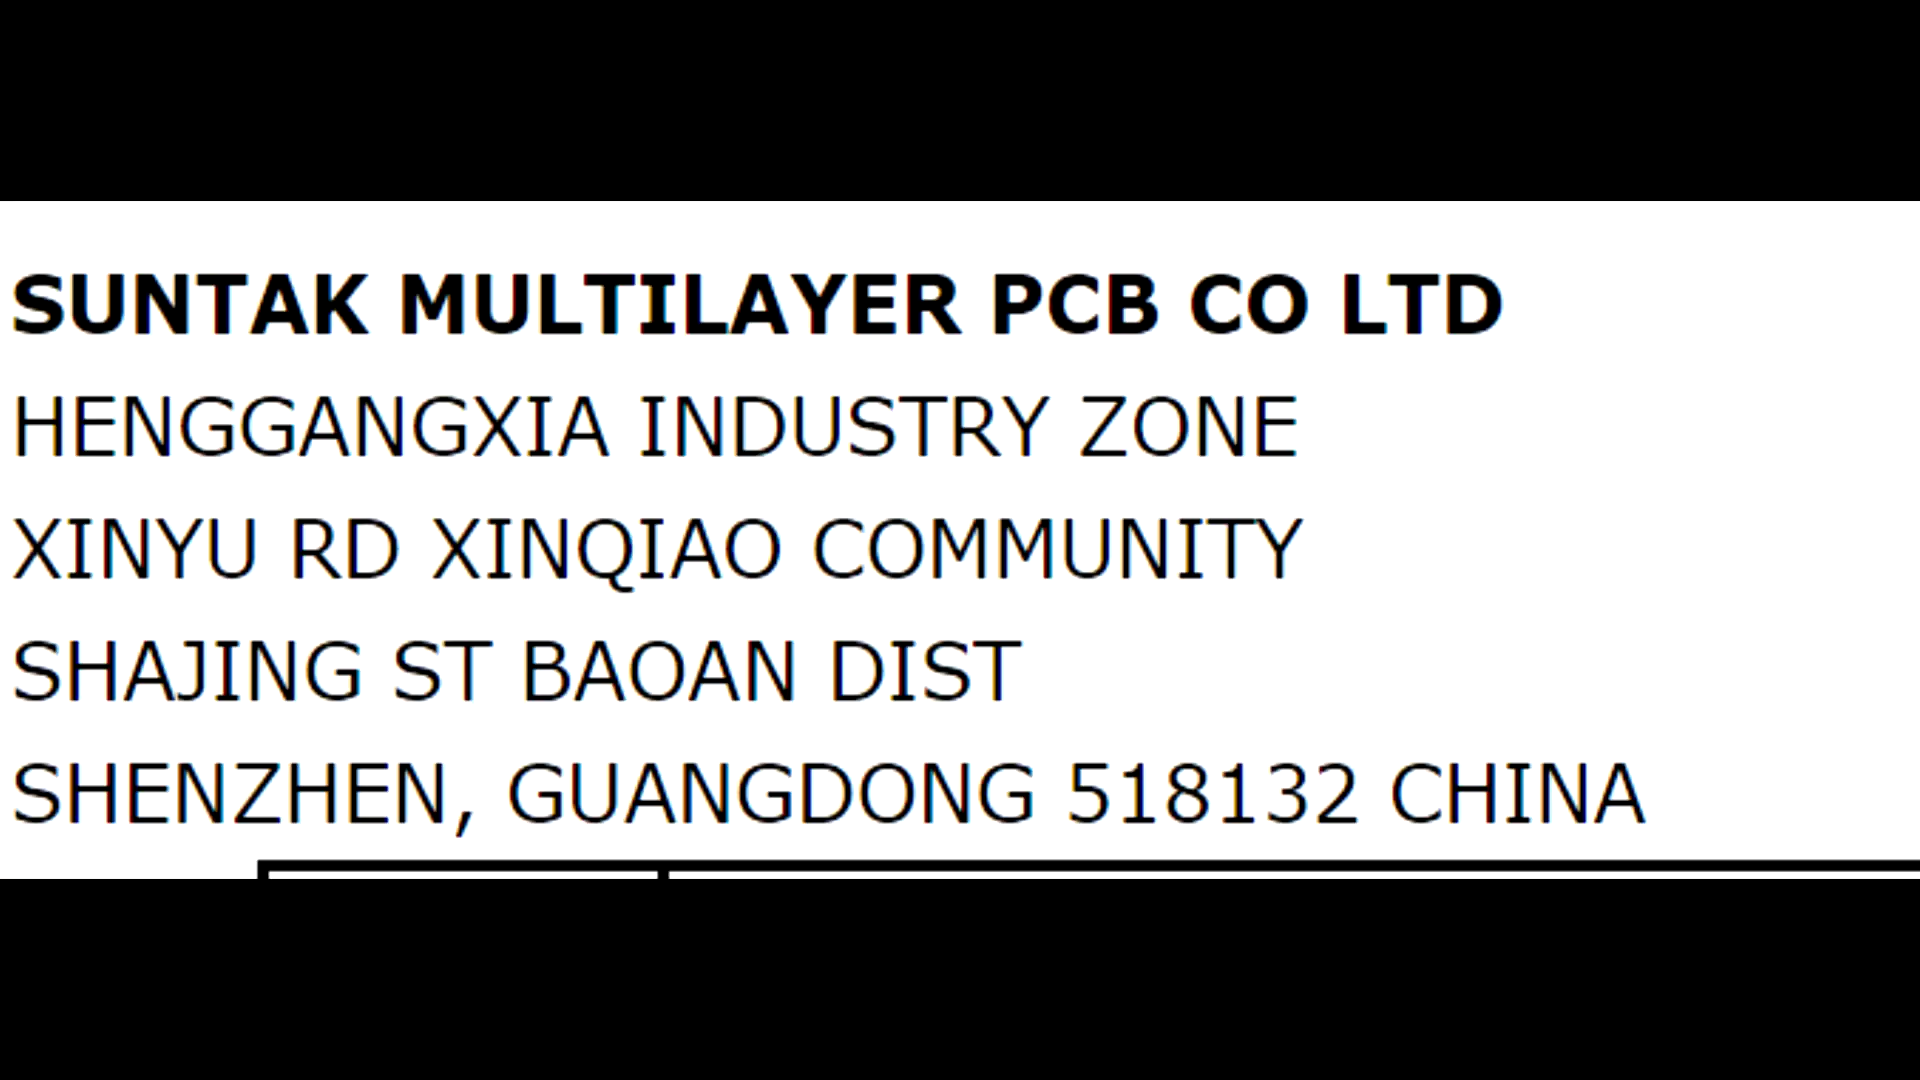 SUNTAK MULTILAYER PCB CO LTD
HENGGANGXIA INDUSTRY ZONE
XINYU RD XINQIAO COMMUNITY
SHAJING ST BAOAN DIST
SHENZHEN, GUANGDONG 518132 CHINA